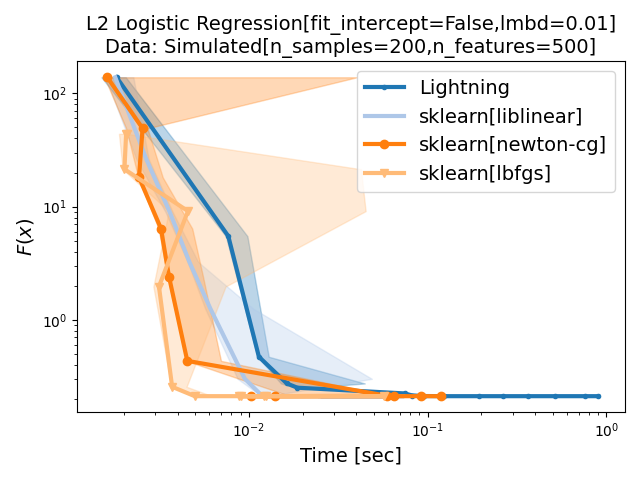 L2 Logistic Regression[fit_intercept=False,lmbd=0.01]
Data: Simulated[n_samples=200,n_features=500]
Lightning
sklearn[liblinear]
sklearn[newton-cg]
sklearn[lbfgs]
F(x)
10²
10¹
10⁰
10⁻²
10⁻¹
10⁰
Time [sec]